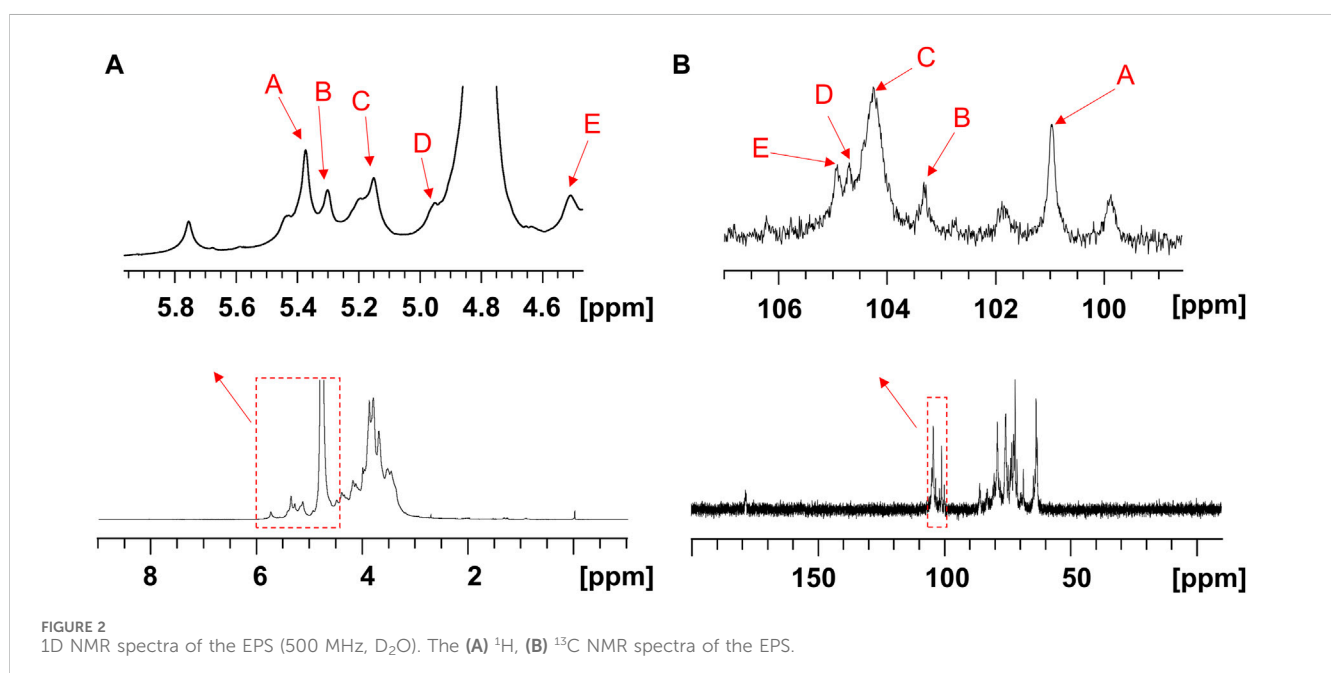 A
A
B
C
D
E
5.8 5.6 5.4 5.2 5.0 4.8 4.6 [ppm]
8 6 4 2 [ppm]
B
C
D
E
B
A
106 104 102 100 [ppm]
150 100 50 [ppm]
FIGURE 2
1D NMR spectra of the EPS (500 MHz, D₂O). The (A) ¹H, (B) ¹³C NMR spectra of the EPS.